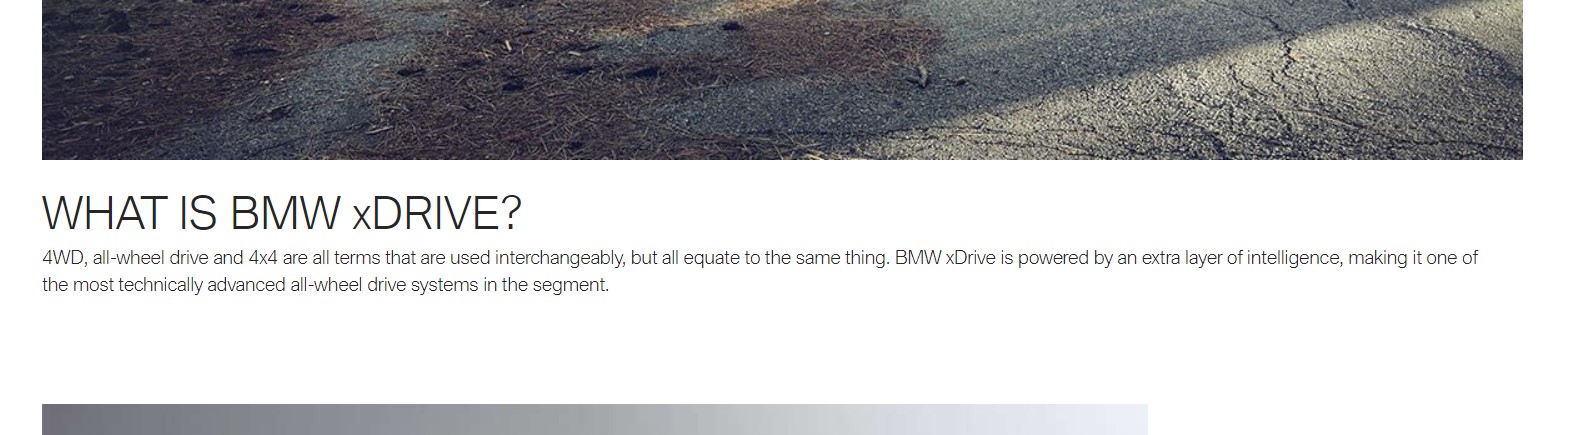 WHAT IS BMW xDRIVE?
4WD, all-wheel drive and 4x4 are all terms that are used interchangeably, but all equate to the same thing. BMW xDrive is powered by an extra layer of intelligence, making it one of
the most technically advanced all-wheel drive systems in the segment.